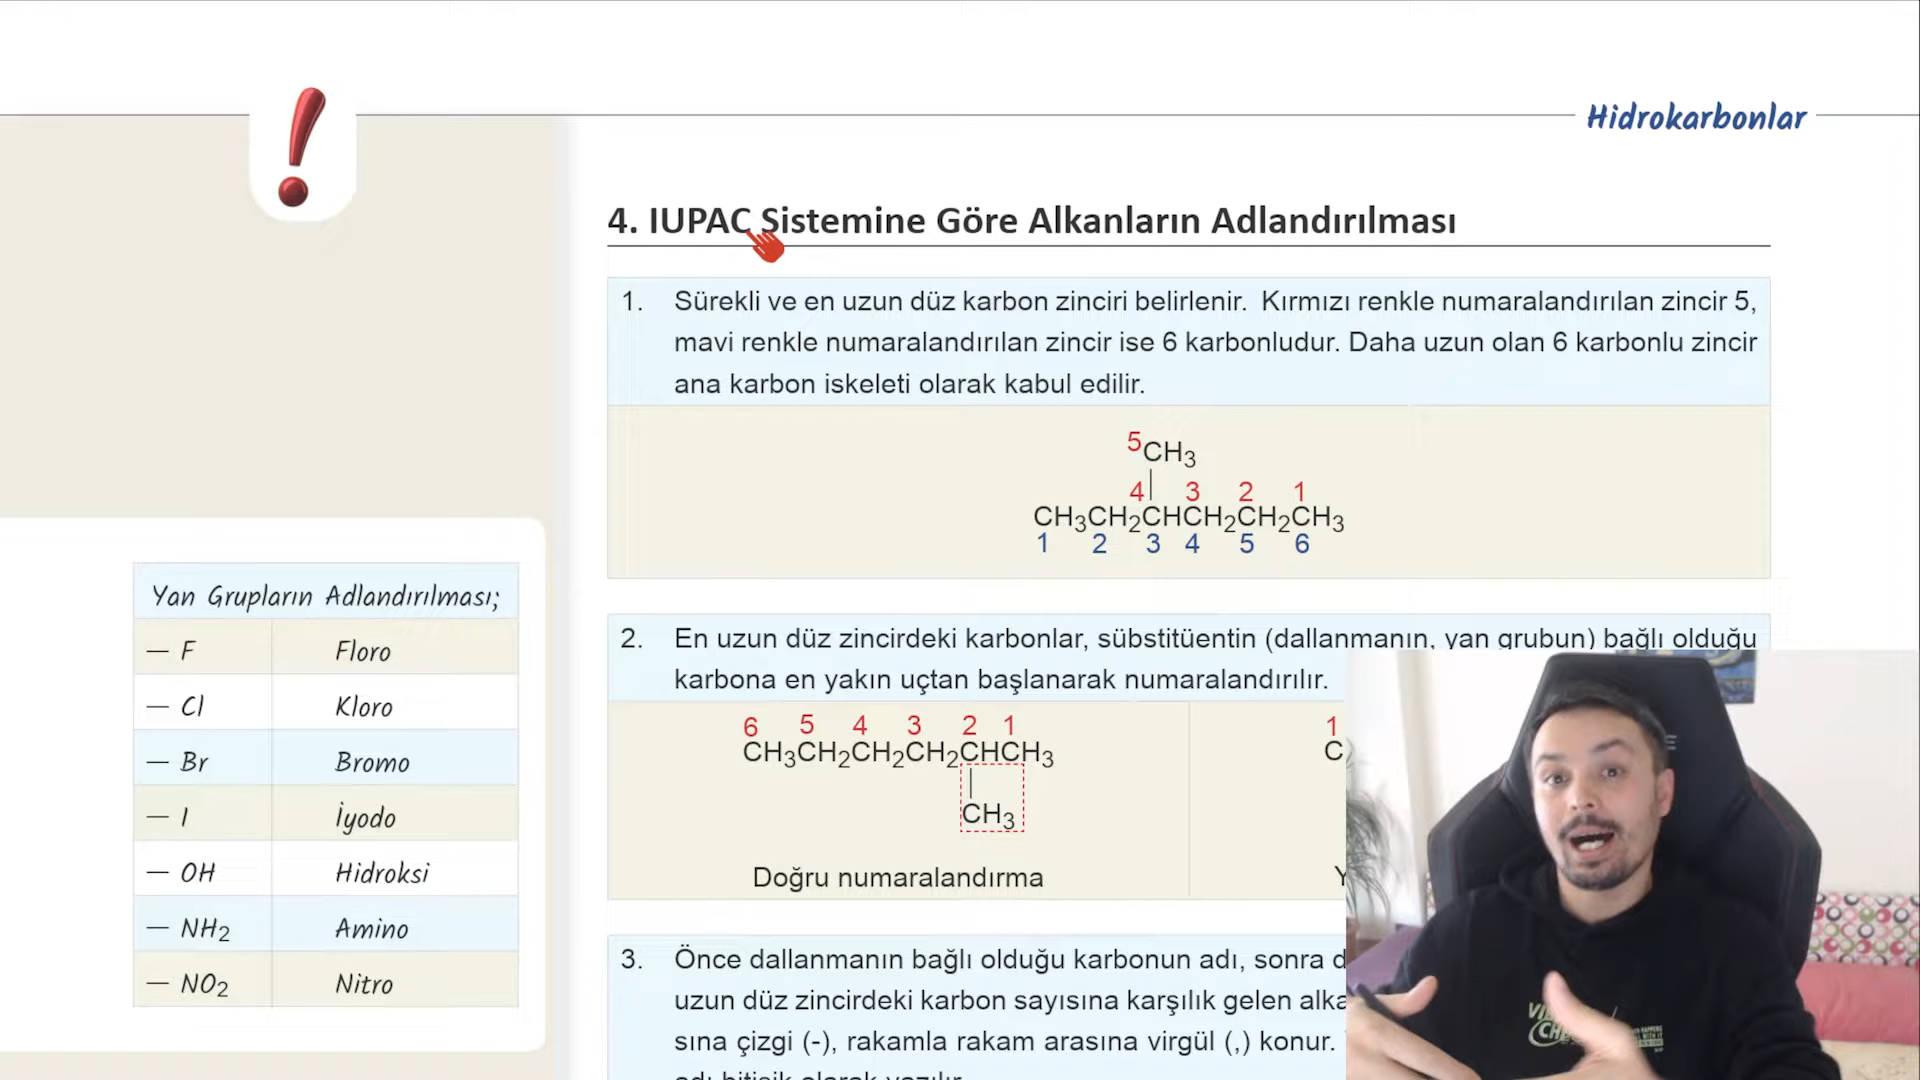 Hidrokarbonlar
4. IUPAC Sistemine Göre Alkanların Adlandırılması
1. Sürekli ve en uzun düz karbon zinciri belirlenir. Kırmızı renkle numaralandırılan zincir 5,
mavi renkle numaralandırılan zincir ise 6 karbonludur. Daha uzun olan 6 karbonlu zincir
ana karbon iskeleti olarak kabul edilir.
5CH3
4 3 2 1
CH3CH2CHCH2CH2CH3
1 2 3 4 5 6
Yan Grupların Adlandırılması;
— F Floro
— Cl Kloro
— Br Bromo
— I İyodo
— OH Hidroksi
— NH2 Amino
— NO2 Nitro
2. En uzun düz zincirdeki karbonlar, sübstitüentin (dallanmanın, yan grubun) bağlı olduğu
karbona en yakın uçtan başlanarak numaralandırılır.
6 5 4 3 2 1
CH3CH2CH2CH2CHCH3
CH3
Doğru numaralandırma
1
C
3. Önce dallanmanın bağlı olduğu karbonun adı, sonra d
uzun düz zincirdeki karbon sayısına karşılık gelen alka
sına çizgi (-), rakamla rakam arasına virgül (,) konur.
adı bitişik olarak yazılır.